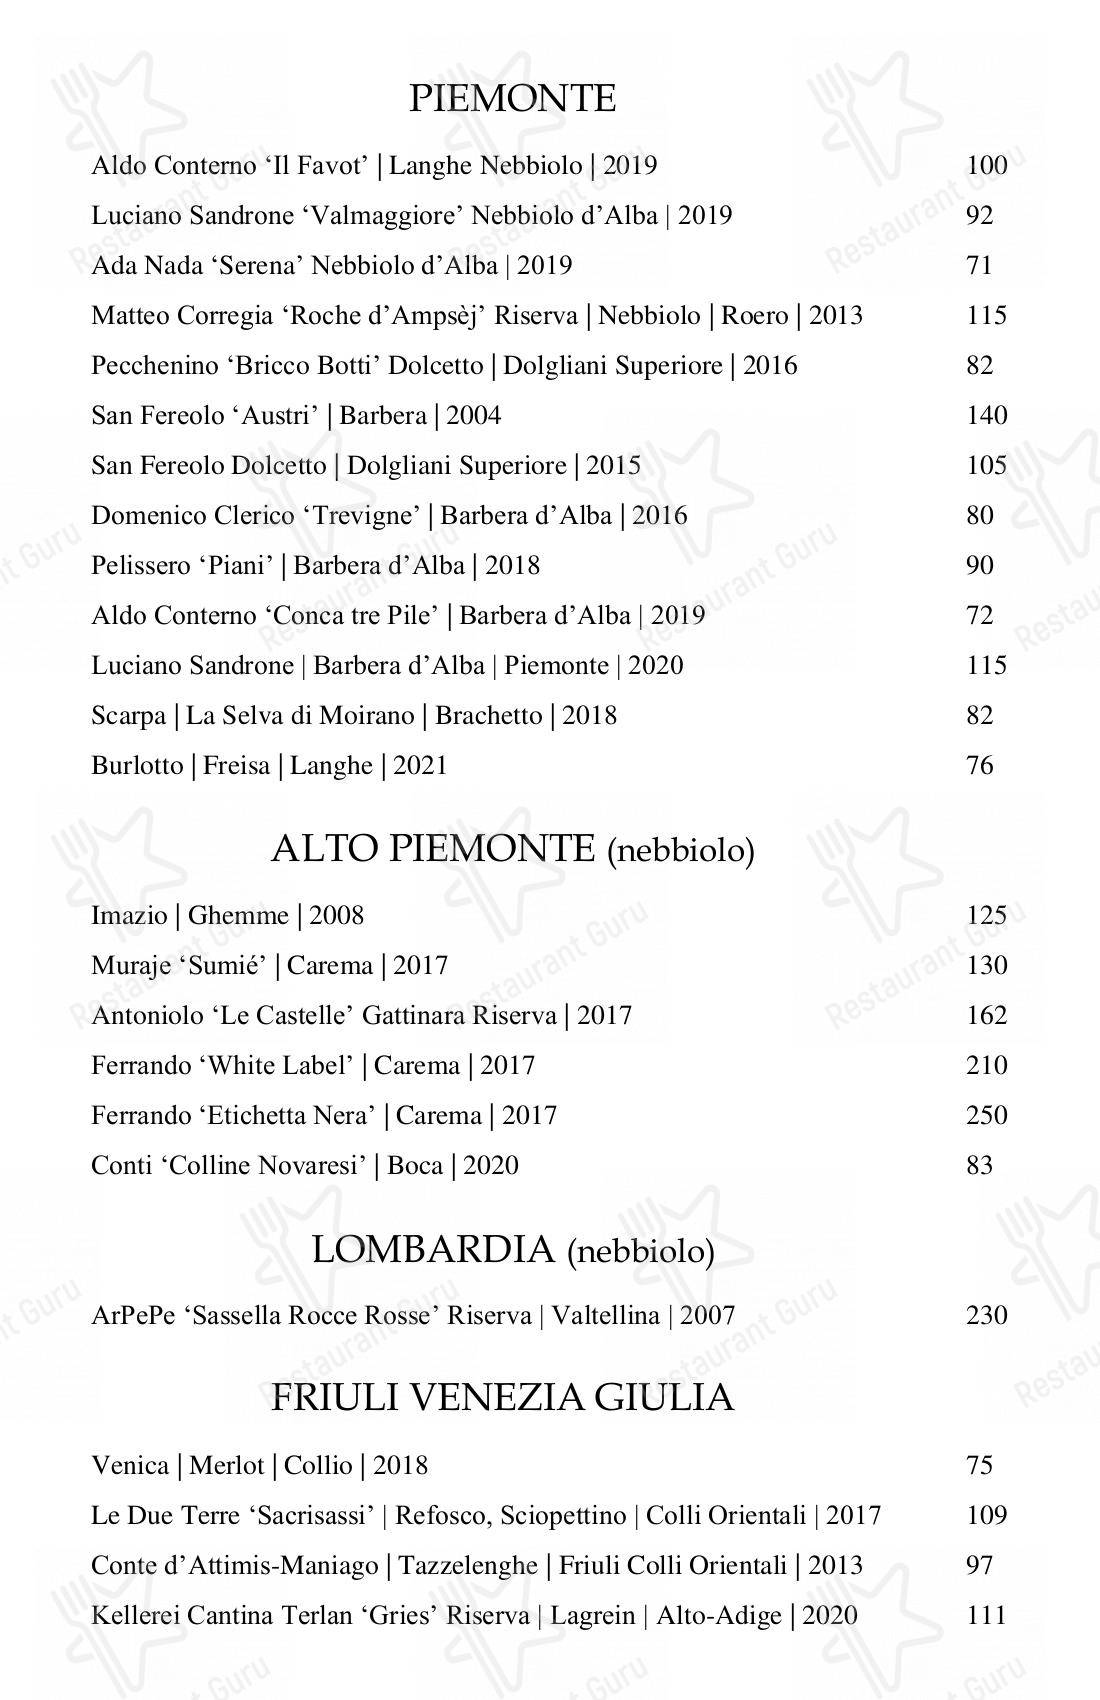 PIEMONTE
Aldo Conterno ‘Il Favot’ | Langhe Nebbiolo | 2019 100
Luciano Sandrone ‘Valmaggiore’ Nebbiolo d’Alba | 2019 92
Ada Nada ‘Serena’ Nebbiolo d’Alba | 2019 71
Matteo Corregia ‘Roche d’Ampsèj’ Riserva | Nebbiolo | Roero | 2013 115
Pecchenino ‘Bricco Botti’ Dolcetto | Dolgliani Superiore | 2016 82
San Fereolo ‘Austri’ | Barbera | 2004 140
San Fereolo Dolcetto | Dolgliani Superiore | 2015 105
Domenico Clerico ‘Trevigne’ | Barbera d’Alba | 2016 80
Pelissero ‘Piani’ | Barbera d’Alba | 2018 90
Aldo Conterno ‘Conca tre Pile’ | Barbera d’Alba | 2019 72
Luciano Sandrone | Barbera d’Alba | Piemonte | 2020 115
Scarpa | La Selva di Moirano | Brachetto | 2018 82
Burlotto | Freisa | Langhe | 2021 76
ALTO PIEMONTE (nebbiolo)
Imazio | Ghemme | 2008 125
Muraje ‘Sumié’ | Carema | 2017 130
Antoniolo ‘Le Castelle’ Gattinara Riserva | 2017 162
Ferrando ‘White Label’ | Carema | 2017 210
Ferrando ‘Etichetta Nera’ | Carema | 2017 250
Conti ‘Colline Novaresi’ | Boca | 2020 83
LOMBARDIA (nebbiolo)
ArPePe ‘Sassella Rocce Rosse’ Riserva | Valtellina | 2007 230
FRIULI VENEZIA GIULIA
Venica | Merlot | Collio | 2018 75
Le Due Terre ‘Sacrisassi’ | Refosco, Sciopettino | Colli Orientali | 2017 109
Conte d’Attimis-Maniago | Tazzelenghe | Friuli Colli Orientali | 2013 97
Kellerei Cantina Terlan ‘Gries’ Riserva | Lagrein | Alto-Adige | 2020 111
Restaurant Guru